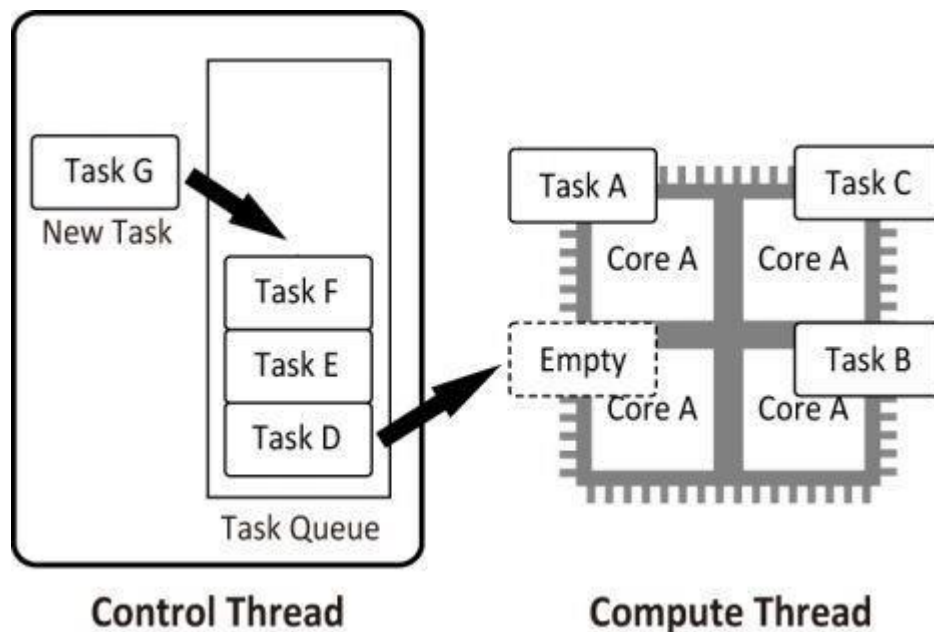 Task G
New Task
Task F
Task E
Task D
Task Queue
Control Thread
Task A
Task C
Core A
Core A
Empty
Task B
Core A
Core A
Compute Thread